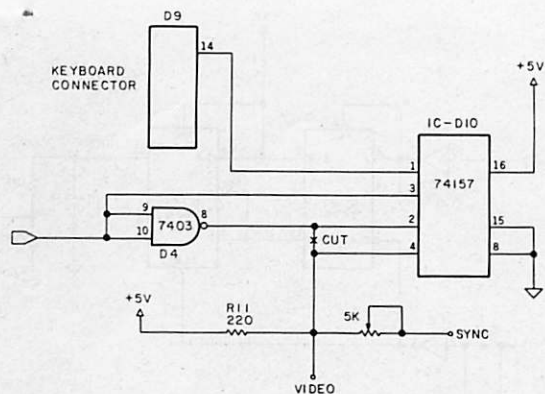 D9
14
KEYBOARD
CONNECTOR
+5V
IC-D10
1
16
74157
3
9
7403
8
2
15
10
CUT
D4
4
8
+5V
R11
220
5K
SYNC
VIDEO